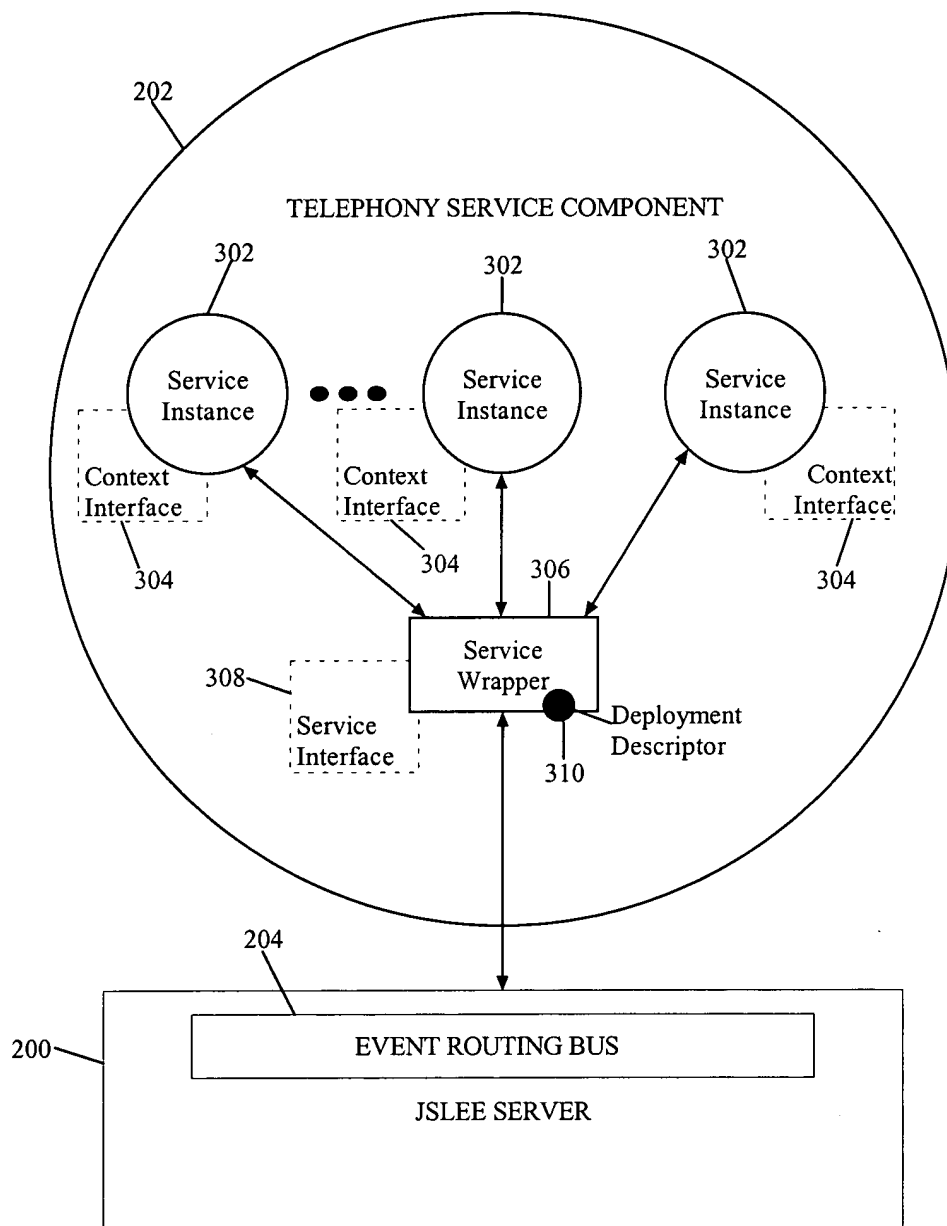 202
TELEPHONY SERVICE COMPONENT
302
302
302
Service
Instance
Service
Instance
Service
Instance
Context
Interface
Context
Interface
Context
Interface
304
304
304
306
Service
Wrapper
308
Service
Interface
Deployment
Descriptor
310
204
EVENT ROUTING BUS
200
JSLEE SERVER